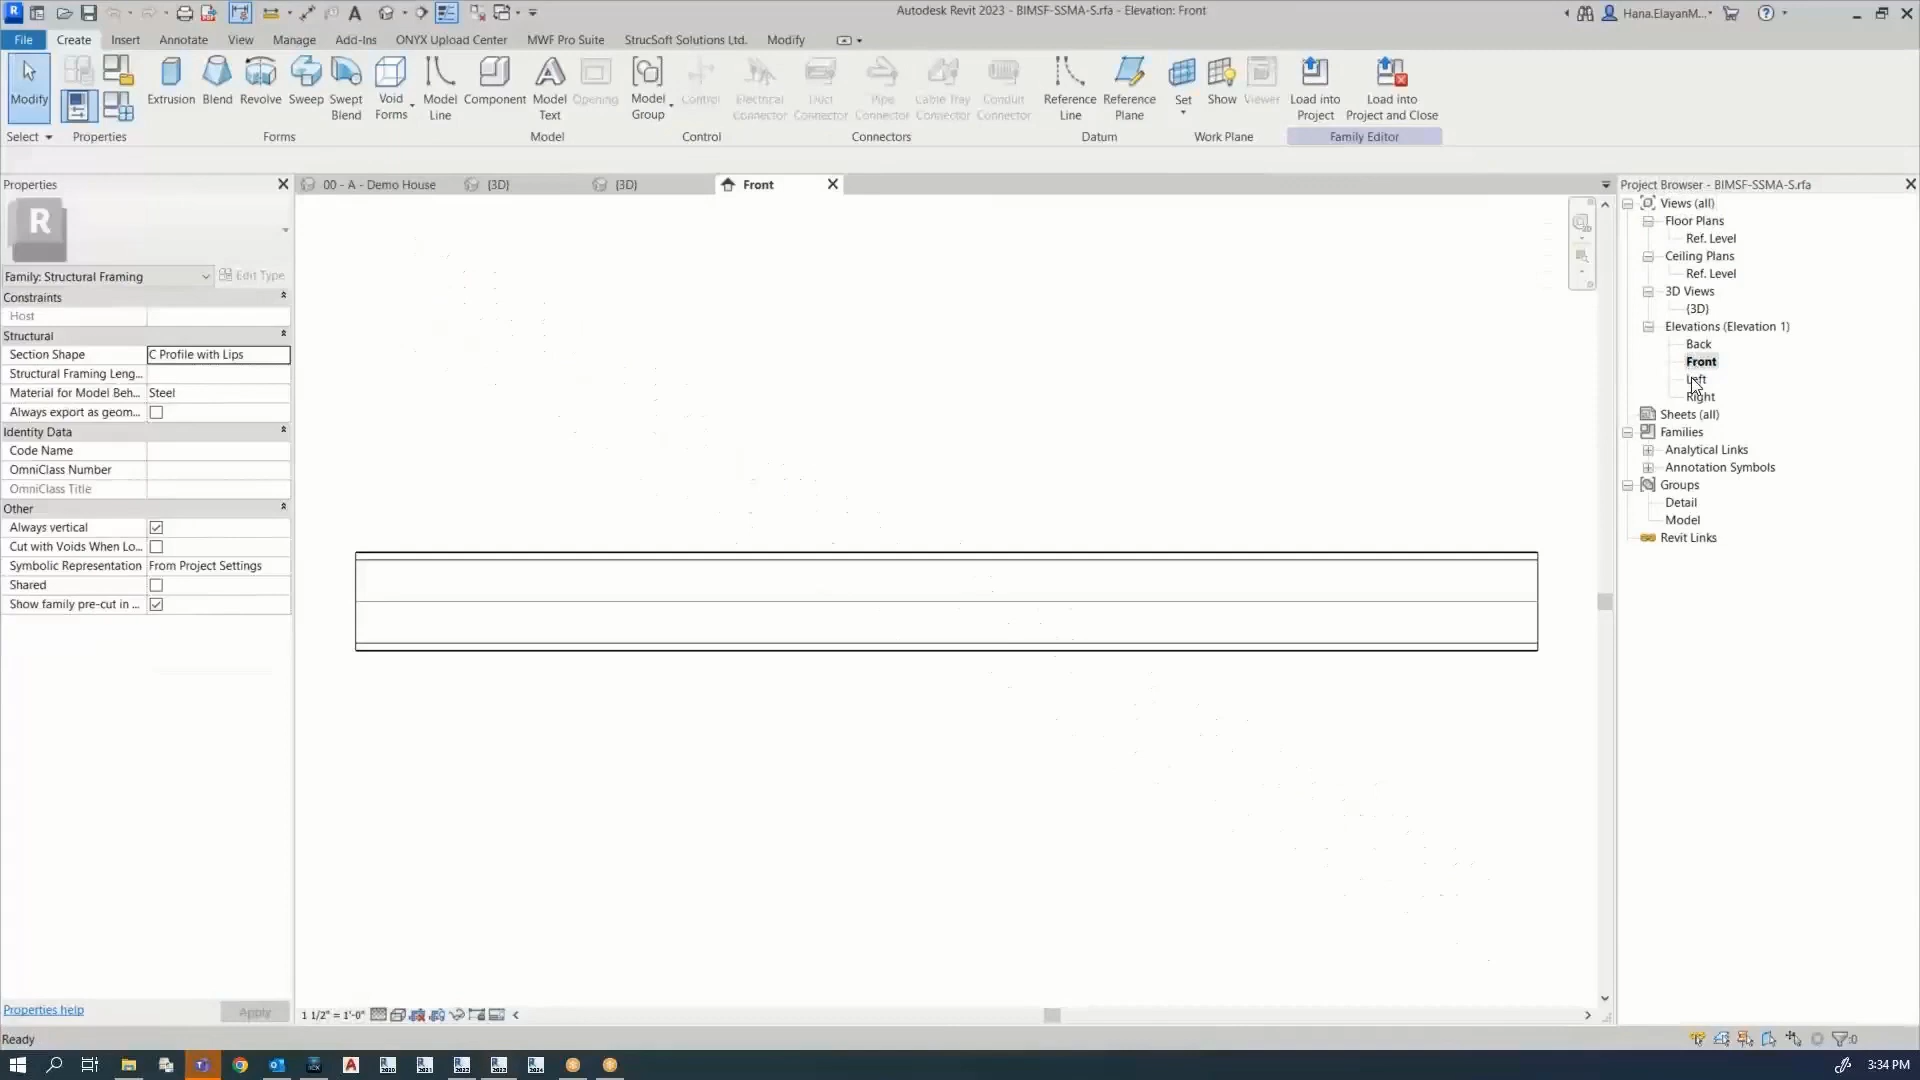 Autodesk Revit 2023 - BIMSF-SSMA-S.rfa - Elevation: Front
Hana.ElayanM...
File Create Insert Annotate View Manage Add-Ins ONYX Upload Center MWF Pro Suite StrucSoft Solutions Ltd. Modify
Modify
Extrusion Blend Revolve Sweep Swept Blend
Void Forms
Model Line
Component
Model Text
Opening
Model Group
Control
Electrical Connector
Duct Connector
Pipe Connector
Cable Tray Connector
Conduit Connector
Reference Line
Reference Plane
Set Show Viewer
Load into Project
Load into Project and Close
Select Properties Forms Model Control Connectors Datum Work Plane Family Editor
Properties
00 - A - Demo House
{3D}
{3D}
Front
Project Browser - BIMSF-SSMA-S.rfa
R
Family: Structural Framing
Edit Type
Constraints
Host
Structural
Section Shape C Profile with Lips
Structural Framing Leng...
Material for Model Beh... Steel
Always export as geom...
Identity Data
Code Name
OmniClass Number
OmniClass Title
Other
Always vertical
Cut with Voids When Lo...
Symbolic Representation From Project Settings
Shared
Show family pre-cut in ...
Properties help
Apply
Views (all)
Floor Plans
Ref. Level
Ceiling Plans
Ref. Level
3D Views
{3D}
Elevations (Elevation 1)
Back
Front
Left
Right
Sheets (all)
Families
Analytical Links
Annotation Symbols
Groups
Detail
Model
Revit Links
1 1/2" = 1'-0"
Ready
:0
3:34 PM